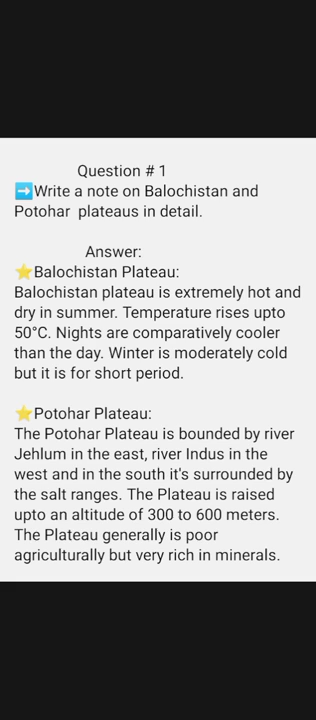 Question # 1
➡️Write a note on Balochistan and
Potohar plateaus in detail.
Answer:
⭐Balochistan Plateau:
Balochistan plateau is extremely hot and
dry in summer. Temperature rises upto
50°C. Nights are comparatively cooler
than the day. Winter is moderately cold
but it is for short period.
⭐Potohar Plateau:
The Potohar Plateau is bounded by river
Jehlum in the east, river Indus in the
west and in the south it's surrounded by
the salt ranges. The Plateau is raised
upto an altitude of 300 to 600 meters.
The Plateau generally is poor
agriculturally but very rich in minerals.